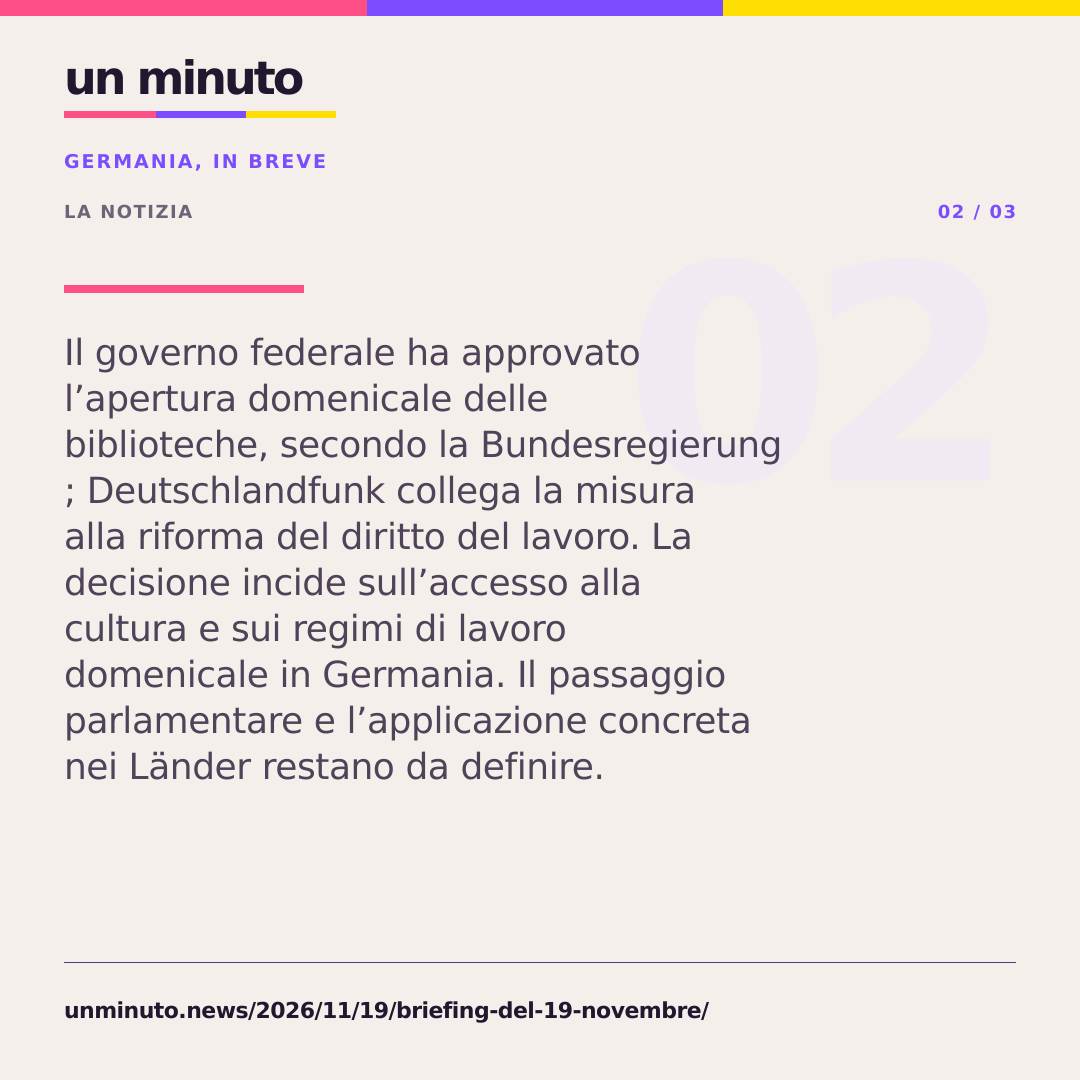 un minuto
GERMANIA, IN BREVE
LA NOTIZIA
02 / 03
02
Il governo federale ha approvato
l’apertura domenicale delle
biblioteche, secondo la Bundesregierung
; Deutschlandfunk collega la misura
alla riforma del diritto del lavoro. La
decisione incide sull’accesso alla
cultura e sui regimi di lavoro
domenicale in Germania. Il passaggio
parlamentare e l’applicazione concreta
nei Länder restano da definire.
unminuto.news/2026/11/19/briefing-del-19-novembre/